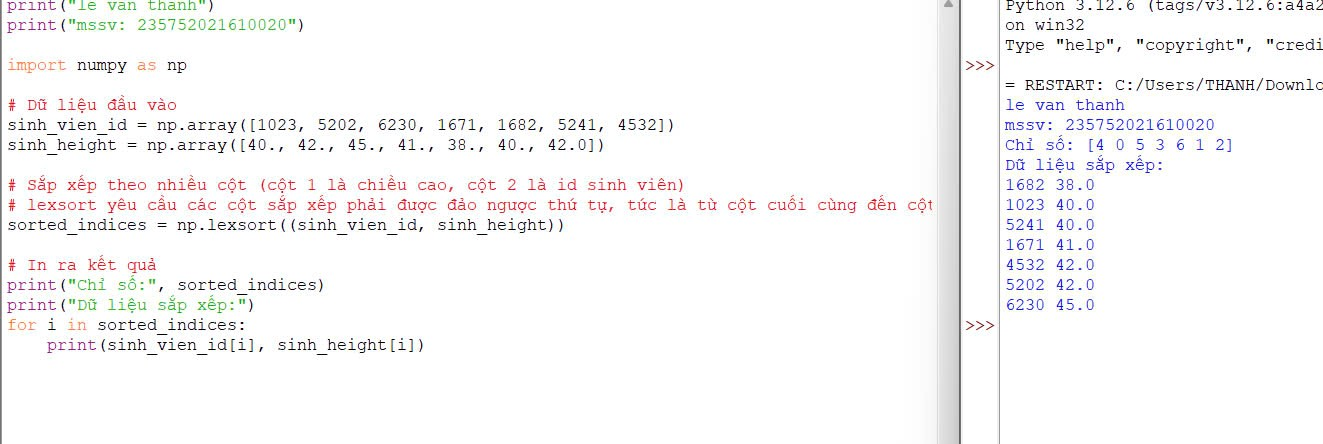 print("le van thanh")
print("mssv: 235752021610020")
import numpy as np
# Dữ liệu đầu vào
sinh_vien_id = np.array([1023, 5202, 6230, 1671, 1682, 5241, 4532])
sinh_height = np.array([40., 42., 45., 41., 38., 40., 42.0])
# Sắp xếp theo nhiều cột (cột 1 là chiều cao, cột 2 là id sinh viên)
# lexsort yêu cầu các cột sắp xếp phải được đảo ngược thứ tự, tức là từ cột cuối cùng đến cột
sorted_indices = np.lexsort((sinh_vien_id, sinh_height))
# In ra kết quả
print("Chỉ số:", sorted_indices)
print("Dữ liệu sắp xếp:")
for i in sorted_indices:
    print(sinh_vien_id[i], sinh_height[i])
Python 3.12.6 (tags/v3.12.6:a4a2
on win32
Type "help", "copyright", "credi
>>>
= RESTART: C:/Users/THANH/Downlo
le van thanh
mssv: 235752021610020
Chỉ số: [4 0 5 3 6 1 2]
Dữ liệu sắp xếp:
1682 38.0
1023 40.0
5241 40.0
1671 41.0
4532 42.0
5202 42.0
6230 45.0
>>>